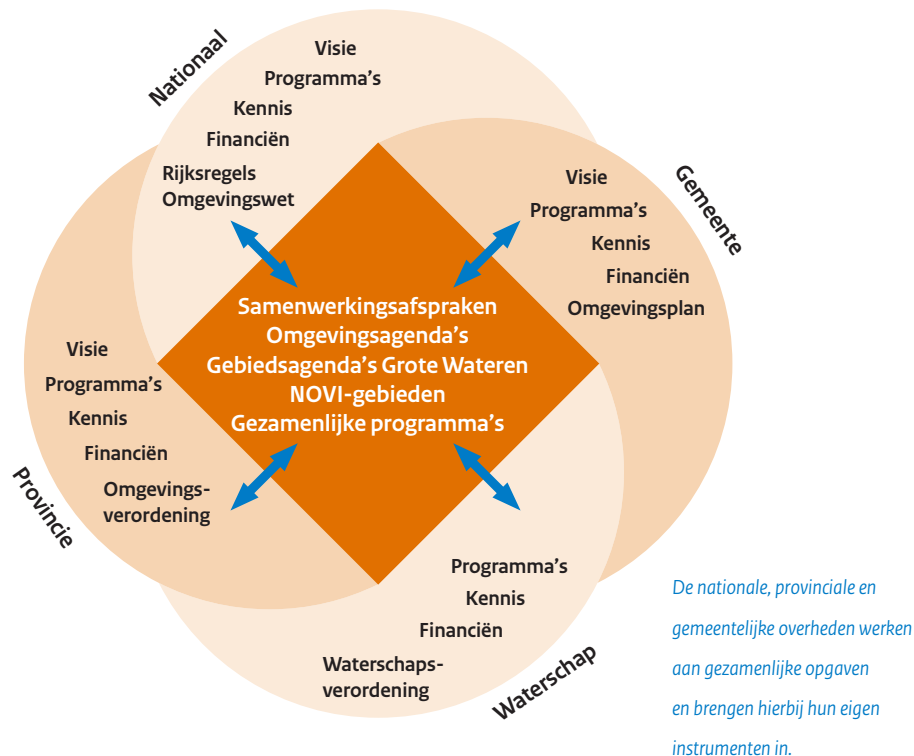 Nationaal
Visie
Programma's
Kennis
Financiën
Rijksregels
Omgevingswet
Gemeente
Visie
Programma's
Kennis
Financiën
Omgevingsplan
Samenwerkingsafspraken
Omgevingsagenda's
Gebiedsagenda's Grote Wateren
NOVI-gebieden
Gezamenlijke programma's
Provincie
Visie
Programma's
Kennis
Financiën
Omgevings-
verordening
Waterschap
Programma's
Kennis
Financiën
Waterschaps-
verordening
De nationale, provinciale en
gemeentelijke overheden werken
aan gezamenlijke opgaven
en brengen hierbij hun eigen
instrumenten in.